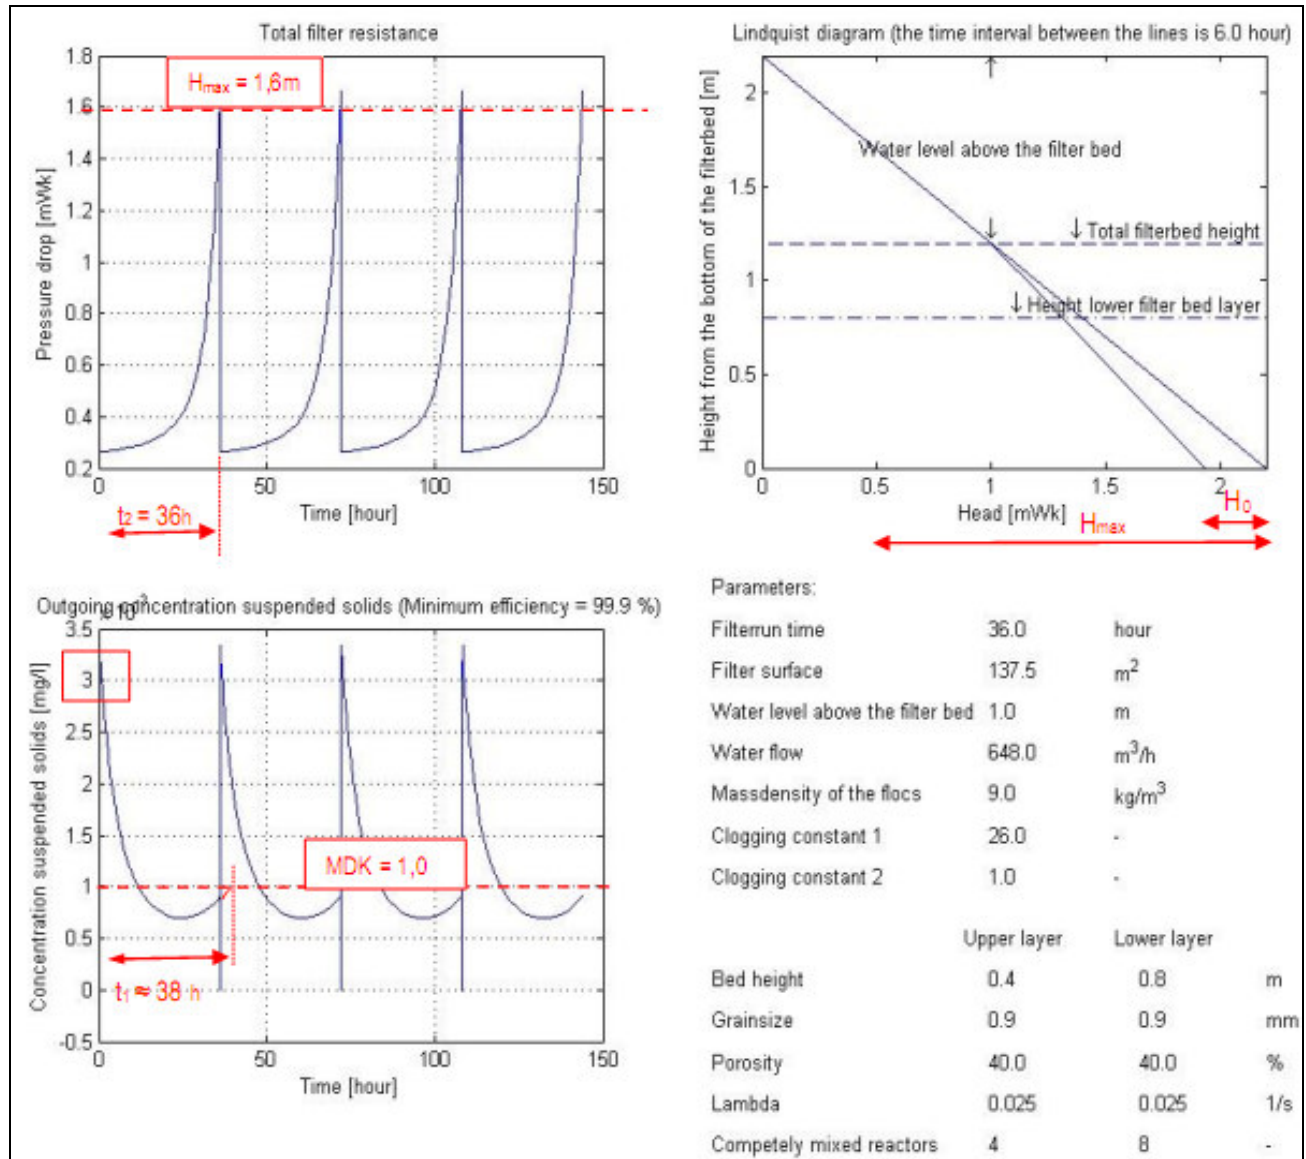 Total filter resistance
1.8
1.6
1.4
1.2
1
0.8
0.6
0.4
0.2
Pressure drop [mWk]
Hmax = 1,6m
0
50
100
150
Time [hour]
t2 = 36h
Lindquist diagram (the time interval between the lines is 6.0 hour)
2
1.5
1
0.5
0
Height from the bottom of the filterbed [m]
Water level above the filter bed
Total filterbed height
Height lower filter bed layer
0
0.5
1
1.5
2
Head [mWk]
H0
Hmax
Outgoing concentration suspended solids (Minimum efficiency = 99.9 %)
3.5
3
2.5
2
1.5
1
0.5
0
-0.5
Concentration suspended solids [mg/l]
MDK = 1,0
t1 ≈ 38 h
0
50
100
150
Time [hour]
Parameters:
Filterrun time 36.0 hour
Filter surface 137.5 m²
Water level above the filter bed 1.0 m
Water flow 648.0 m³/h
Massdensity of the flocs 9.0 kg/m³
Clogging constant 1 26.0 -
Clogging constant 2 1.0 -
Upper layer Lower layer
Bed height 0.4 0.8 m
Grainsize 0.9 0.9 mm
Porosity 40.0 40.0 %
Lambda 0.025 0.025 1/s
Competely mixed reactors 4 8 -